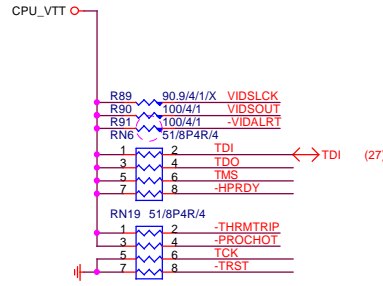 CPU_VTT
R89 90.9/4/1/X VIDSLCK
R90 100/4/1 VIDSOUT
R91 100/4/1 -VIDALRT
RN6 51/8P4R/4
1 2 TDI TDI (27)
3 4 TDO
5 6 TMS
7 8 -HPRDY
RN19 51/8P4R/4
1 2 -THRMTRIP
3 4 -PROCHOT
5 6 TCK
7 8 -TRST